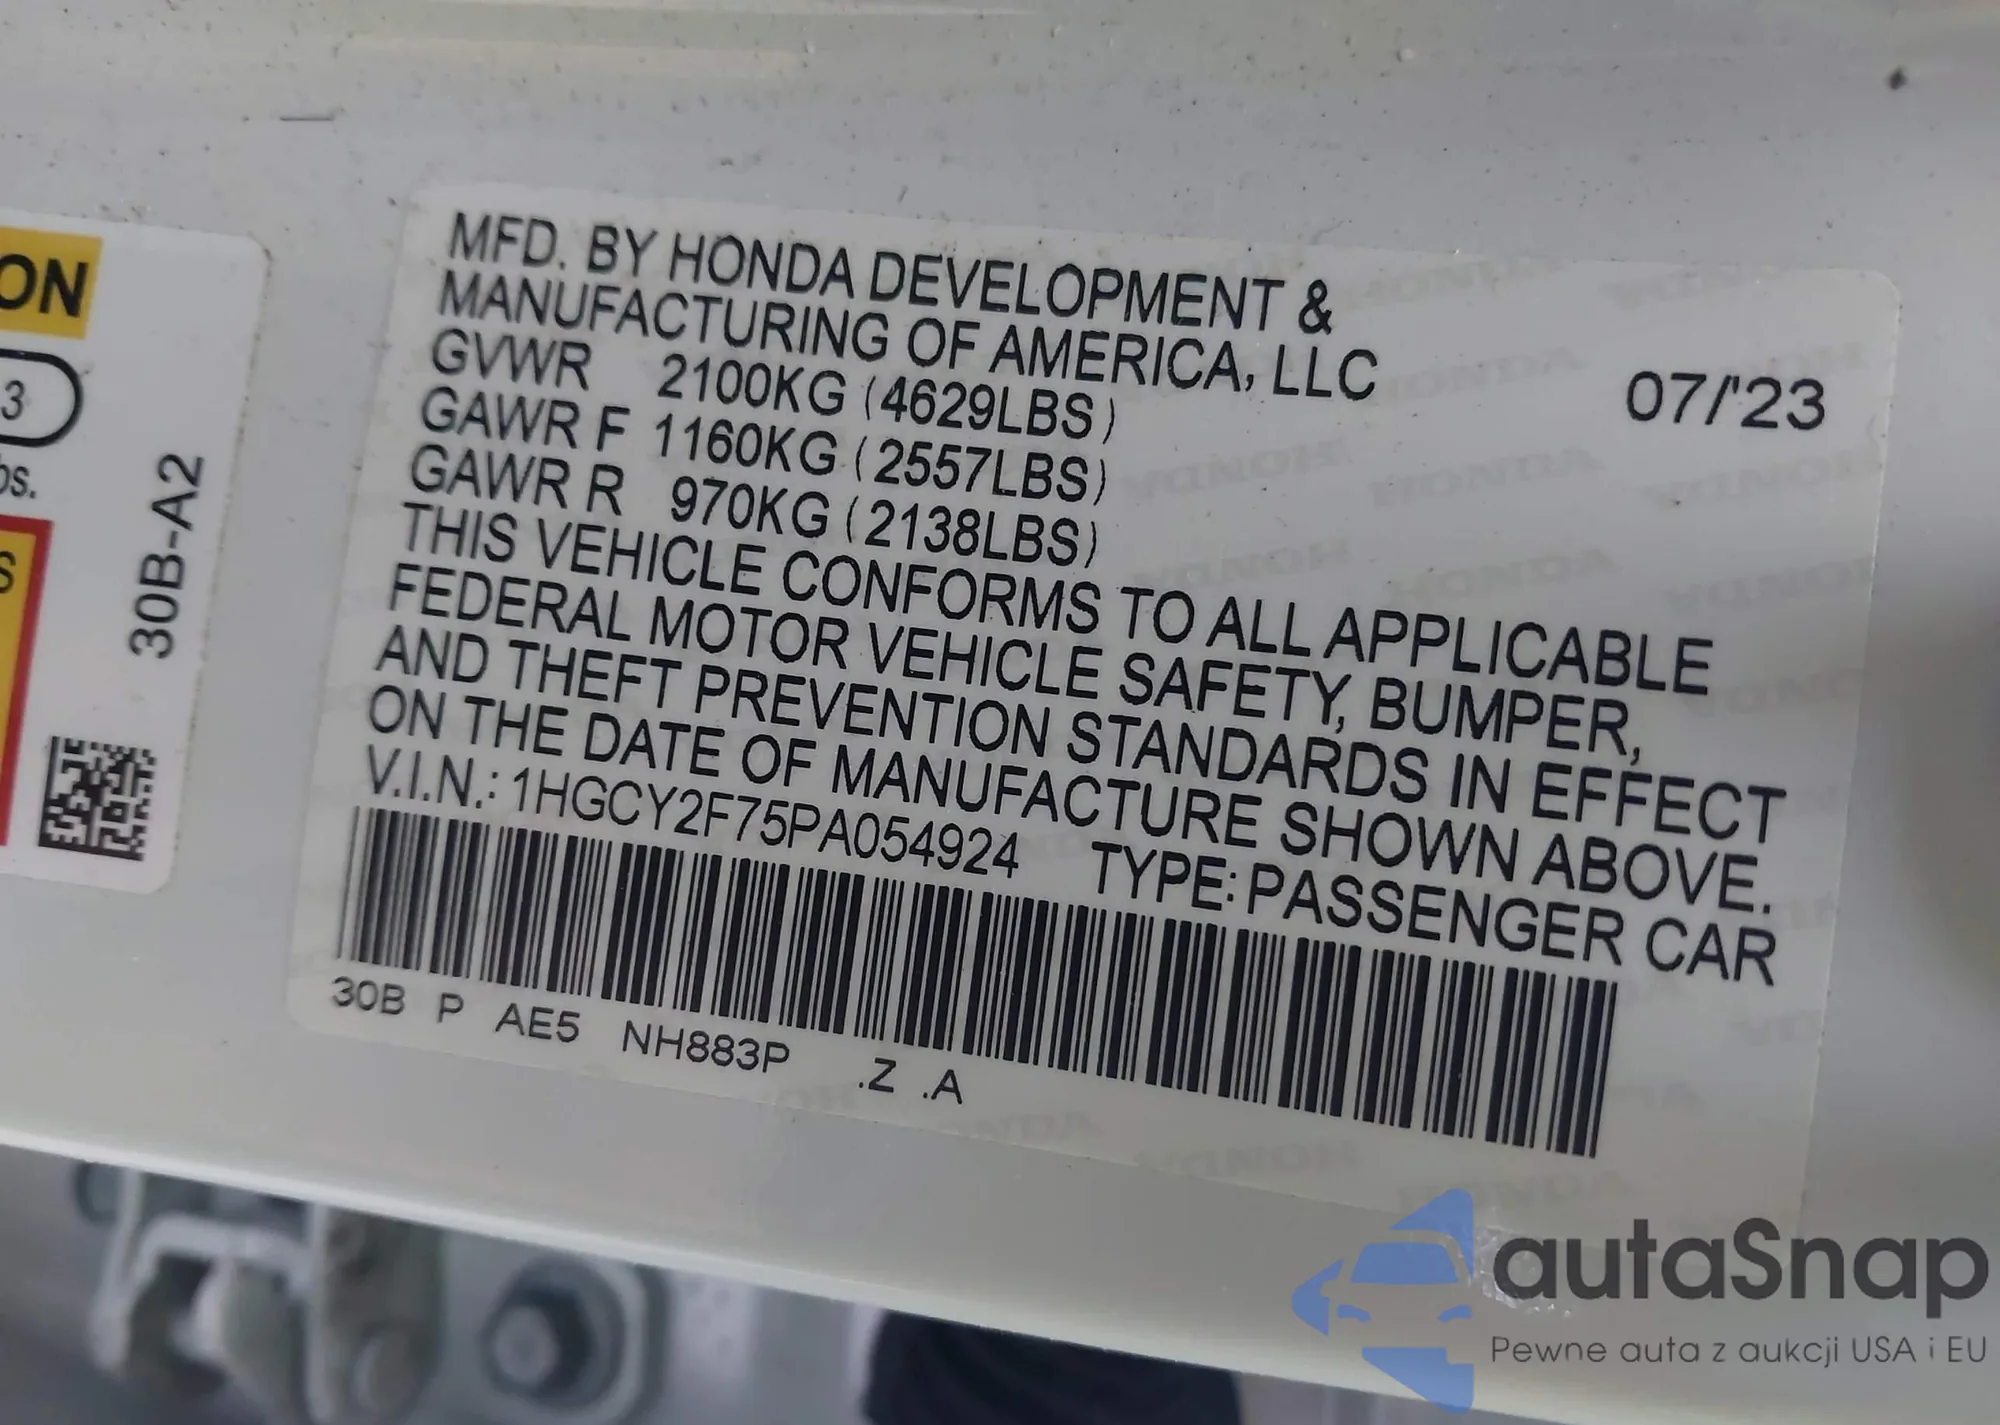 ON
3
bs.
S
30B-A2
MFD. BY HONDA DEVELOPMENT &
MANUFACTURING OF AMERICA, LLC
07/'23
GVWR 2100KG (4629LBS)
GAWR F 1160KG (2557LBS)
GAWR R 970KG (2138LBS)
THIS VEHICLE CONFORMS TO ALL APPLICABLE
FEDERAL MOTOR VEHICLE SAFETY, BUMPER,
AND THEFT PREVENTION STANDARDS IN EFFECT
ON THE DATE OF MANUFACTURE SHOWN ABOVE.
V.I.N.: 1HGCY2F75PA054924 TYPE: PASSENGER CAR
30B P AE5 NH883P .Z .A
autaSnap
Pewne auta z aukcji USA i EU